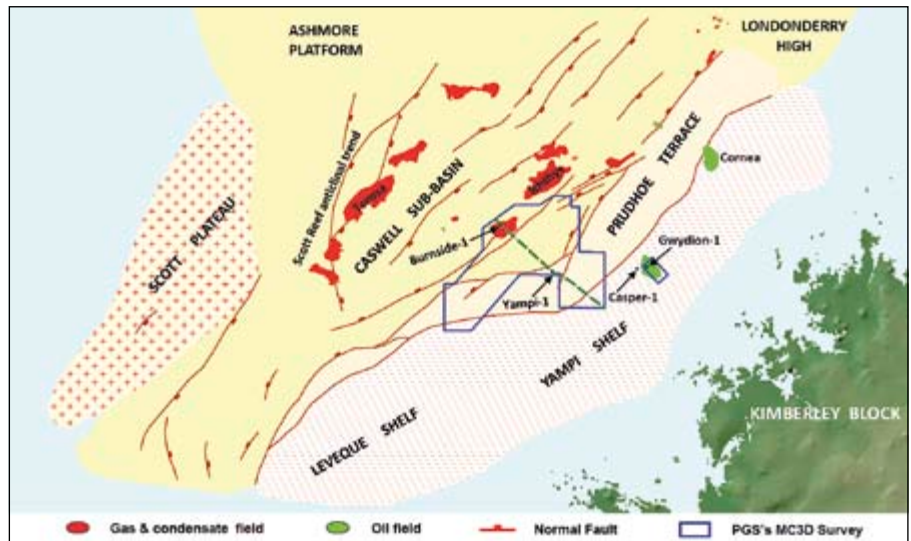 ASHMORE
PLATFORM
LONDONDERRY
HIGH
SCOTT PLATEAU
Scott Reef anticlinal trend
CASWELL SUB-BASIN
PRUDHOE TERRACE
Torosa
Ichthys
Cornea
Burnside-1
Gwydion-1
Yampi-1
Casper-1
YAMPI SHELF
LEVEQUE SHELF
KIMBERLEY BLOCK
Gas & condensate field
Oil field
Normal Fault
PGS's MC3D Survey